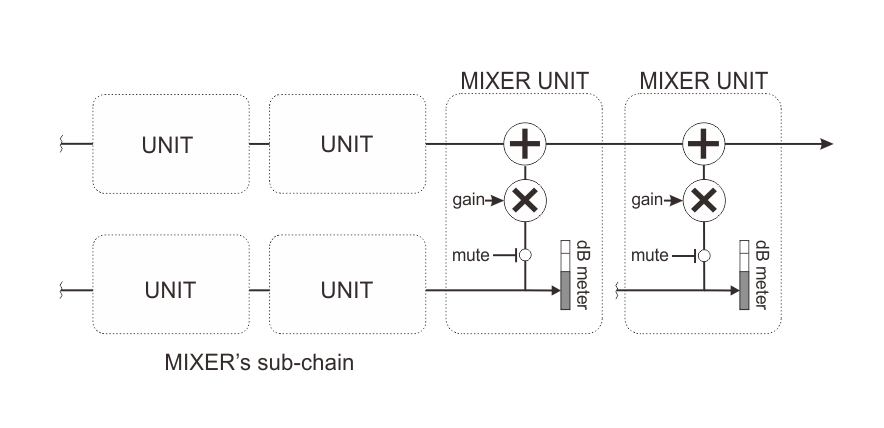 MIXER UNIT
MIXER UNIT
UNIT
UNIT
gain
gain
mute
dB meter
mute
dB meter
UNIT
UNIT
MIXER's sub-chain